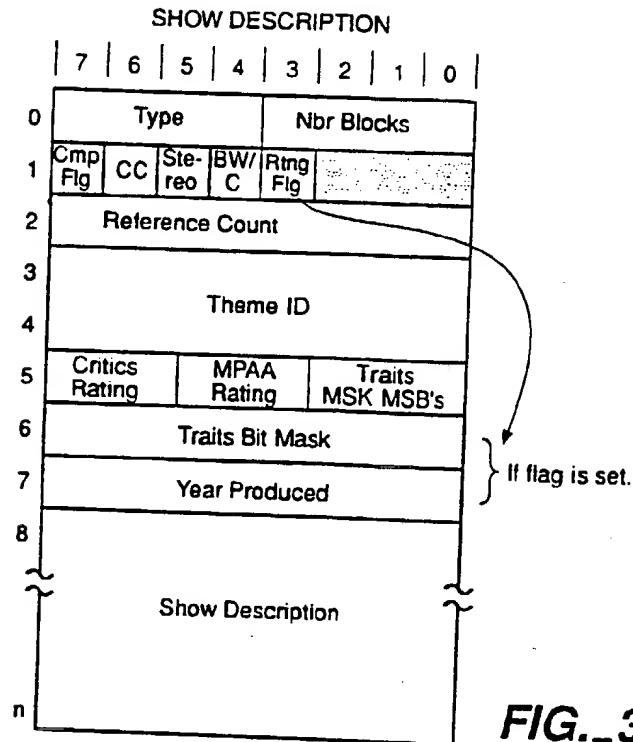 SHOW DESCRIPTION
7 6 5 4 3 2 1 0
0 Type Nbr Blocks
1 Cmp Flg CC Ste-reo BW/C Rtng Flg
2 Reference Count
3
Theme ID
4
5 Critics Rating MPAA Rating Traits MSK MSB's
6 Traits Bit Mask
If flag is set.
7 Year Produced
8
Show Description
n
FIG._3